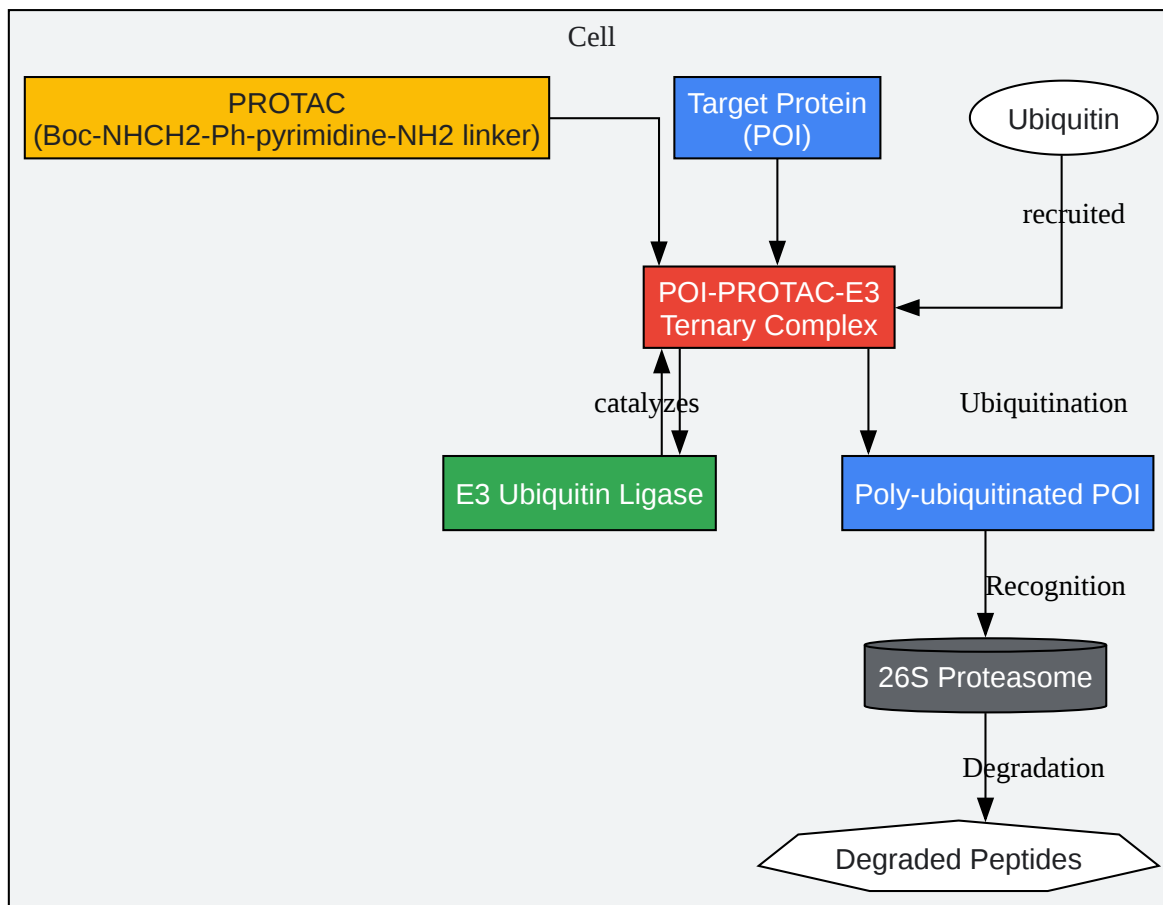 Cell
PROTAC
(Boc-NHCH2-Ph-pyrimidine-NH2 linker)
Target Protein
(POI)
Ubiquitin
recruited
POI-PROTAC-E3
Ternary Complex
catalyzes
Ubiquitination
E3 Ubiquitin Ligase
Poly-ubiquitinated POI
Recognition
26S Proteasome
Degradation
Degraded Peptides